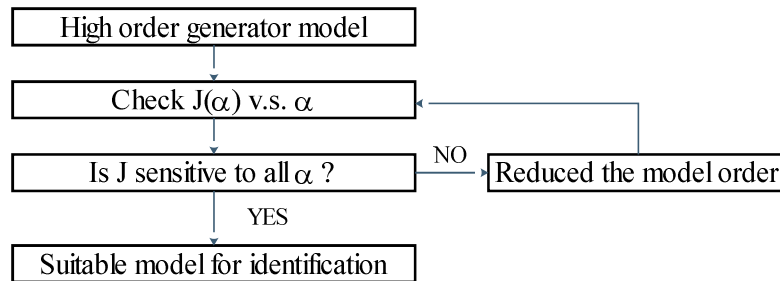 High order generator model
Check J(α) v.s. α
Is J sensitive to all α ?
NO
Reduced the model order
YES
Suitable model for identification